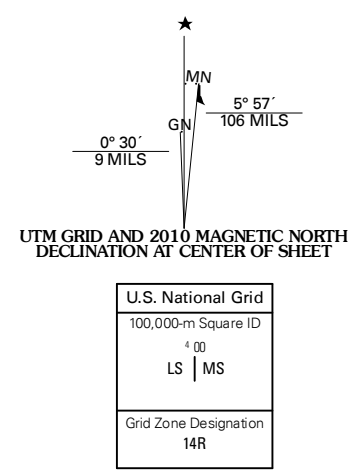 ★
MN
5° 57´
106 MILS
GN
0° 30´
9 MILS
UTM GRID AND 2010 MAGNETIC NORTH
DECLINATION AT CENTER OF SHEET
U.S. National Grid
100,000-m Square ID
4 00
LS | MS
Grid Zone Designation
14R